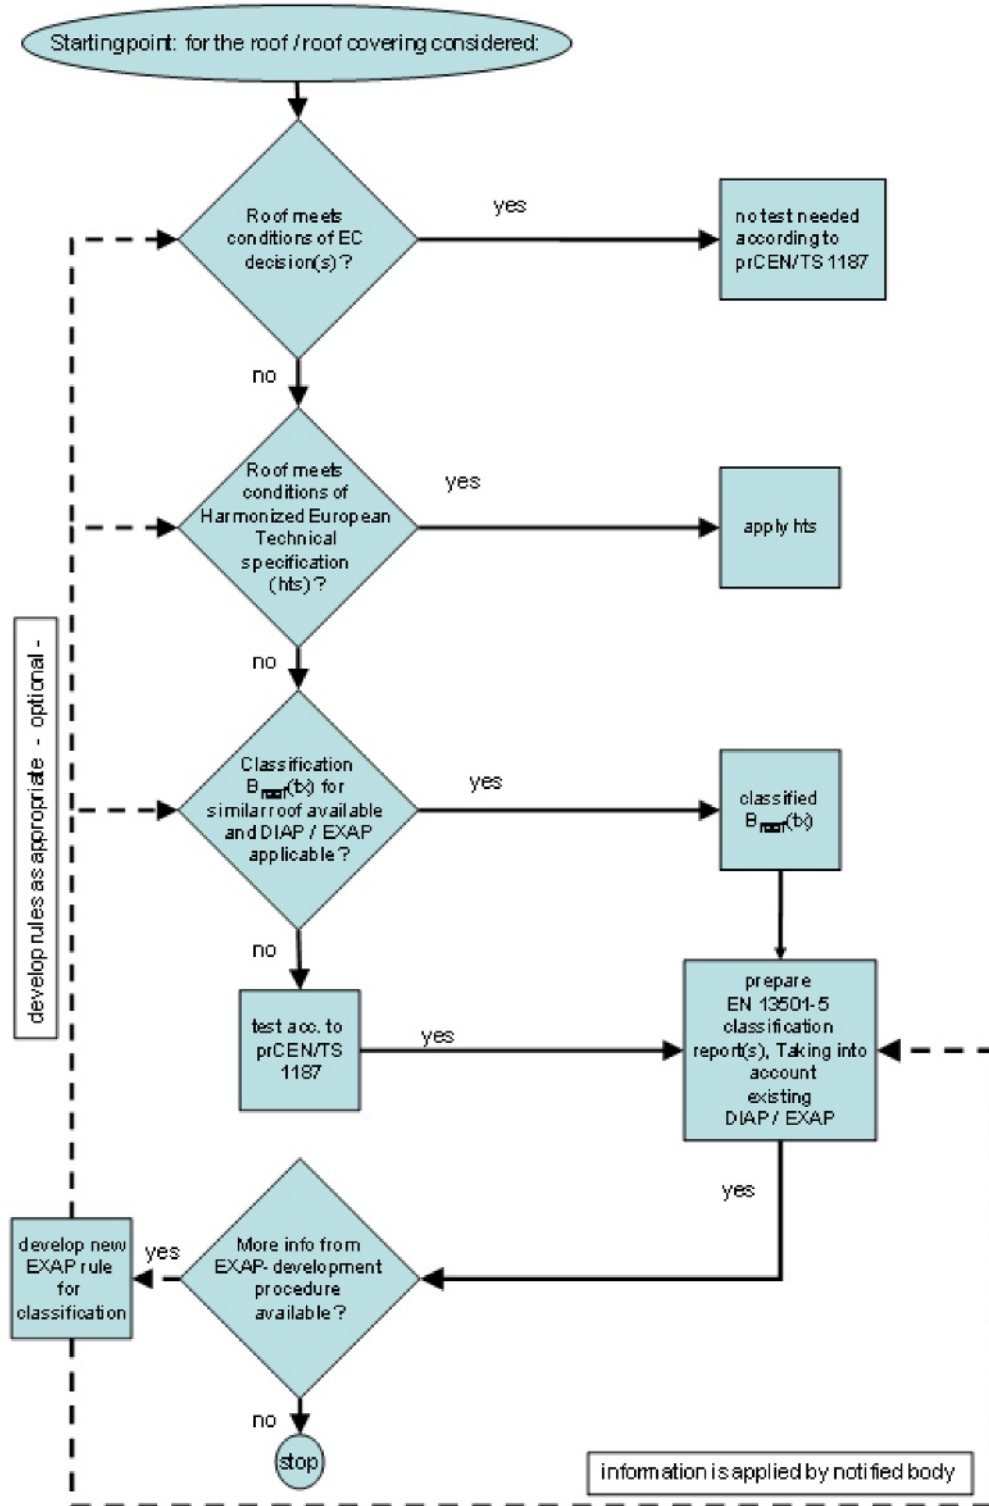 Starting point: for the roof / roof covering considered:
Roof meets
conditions of EC
decision(s)?
yes
no test needed
according to
prCEN/TS 1187
no
Roof meets
conditions of
Harmonized European
Technical
specification
(hts)?
yes
apply hts
no
Classification
Broof(tx) for
similar roof available
and DIAP / EXAP
applicable?
yes
classified
Broof(tx)
no
test acc. to
prCEN/TS
1187
yes
prepare
EN 13501-5
classification
report(s), Taking into
account
existing
DIAP / EXAP
yes
More info from
EXAP- development
procedure
available?
yes
develop new
EXAP rule
for
classification
no
stop
develop rules as appropriate - optional -
information is applied by notified body